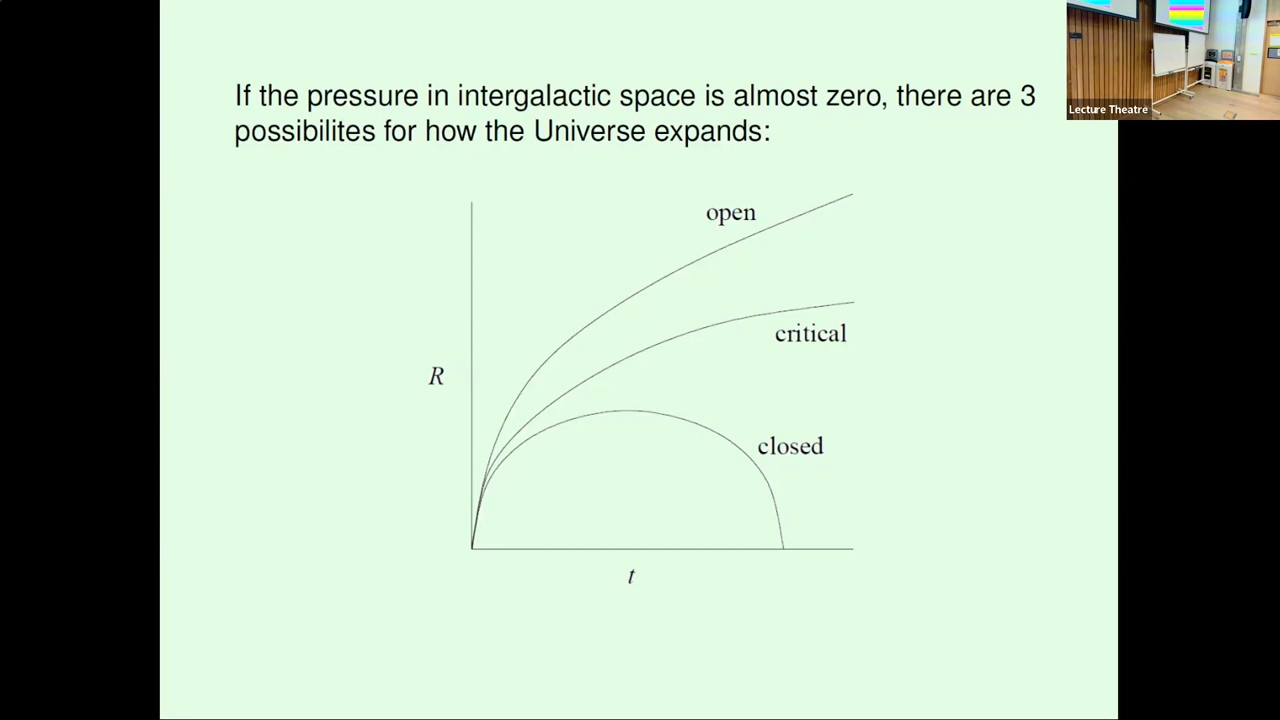 If the pressure in intergalactic space is almost zero, there are 3
possibilites for how the Universe expands:
open
critical
R
closed
t
Lecture Theatre